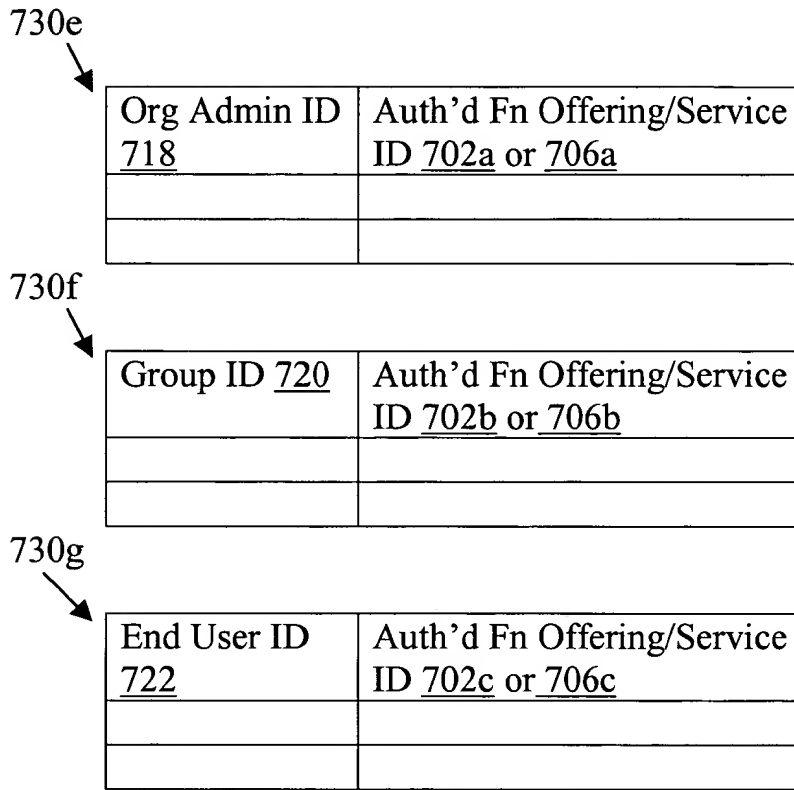 730e
Org Admin ID Auth'd Fn Offering/Service
718 ID 702a or 706a
730f
Group ID 720 Auth'd Fn Offering/Service
ID 702b or 706b
730g
End User ID Auth'd Fn Offering/Service
722 ID 702c or 706c